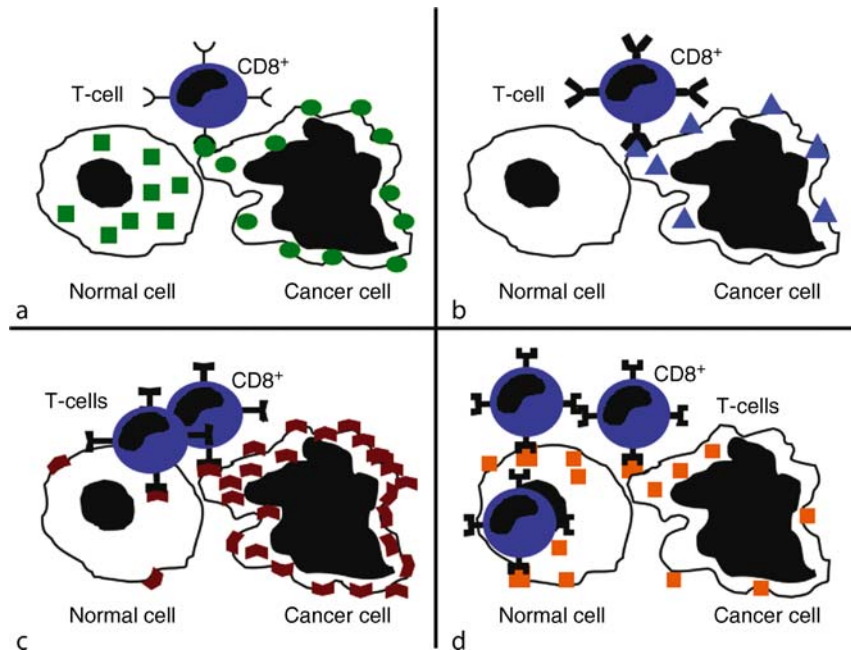 CD8+
T-cell
Normal cell
Cancer cell
a
CD8+
T-cell
Normal cell
Cancer cell
b
CD8+
T-cells
Normal cell
Cancer cell
c
CD8+
T-cells
Normal cell
Cancer cell
d